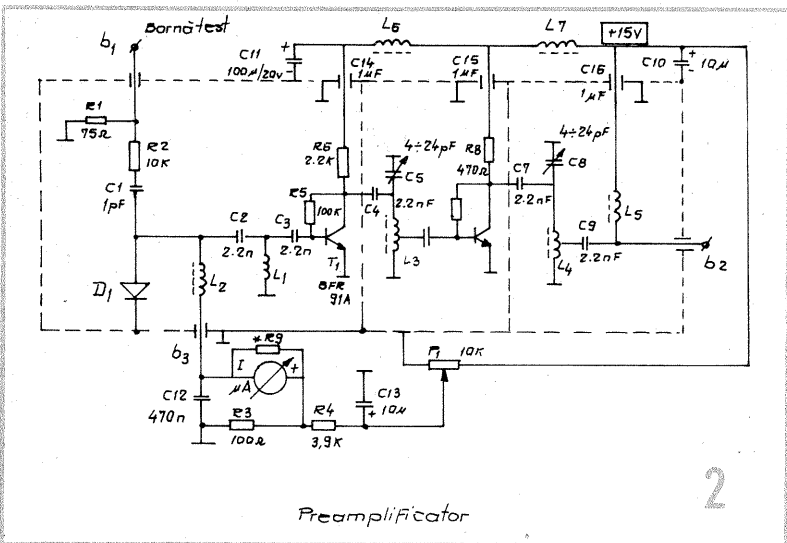 Borna test
b1
L6
L7
+15V
+
C11
100µ/20V
-
C14
1µF
C15
1µF
C16
1µF
C10
+
-
10µ
R1
75Ω
R2
10K
C1
1pF
R6
2.2K
4÷24pF
C5
R8
470Ω
C7
2.2nF
4÷24pF
C8
R5
100K
C4
2.2nF
C2
2.2n
C3
2.2n
L5
C9
2.2nF
b2
L1
T1
BFR
91A
L3
L4
L2
D1
b3
*R9
I
+
µA
P1
10K
C12
470n
C13
+
10µ
R3
100Ω
R4
3,9K
2
Preamplificator